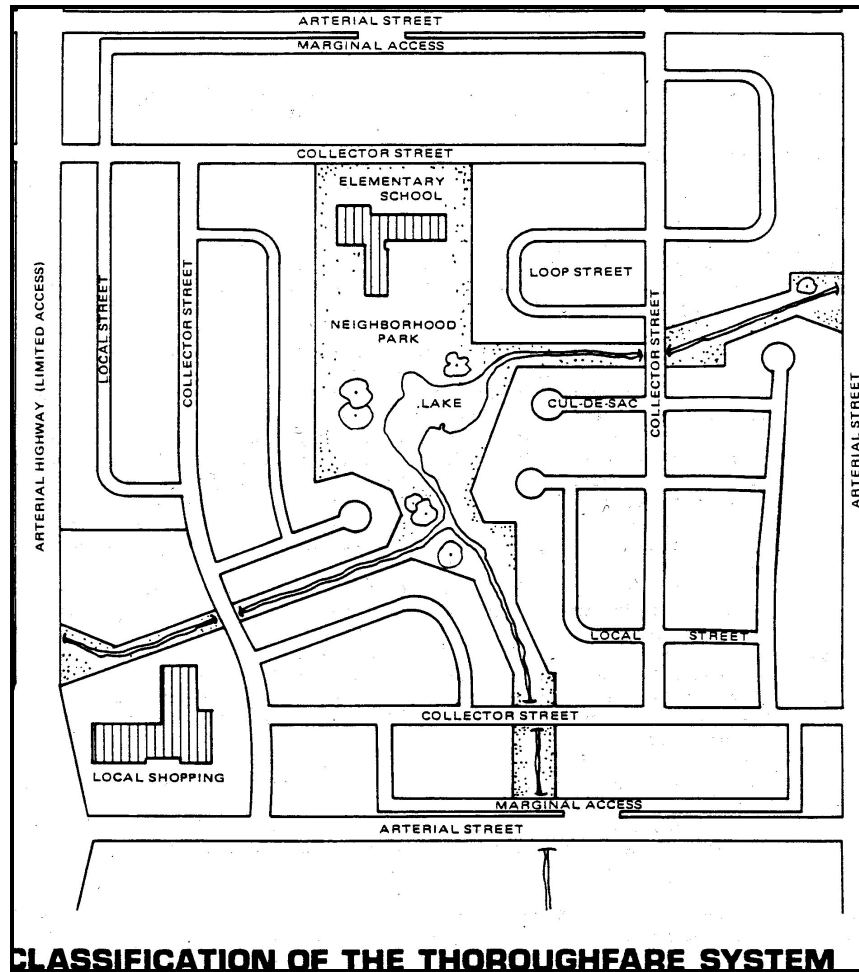 ARTERIAL STREET
MARGINAL ACCESS
COLLECTOR STREET
ELEMENTARY
SCHOOL
LOOP STREET
NEIGHBORHOOD
PARK
LAKE
CUL-DE-SAC
ARTERIAL HIGHWAY (LIMITED ACCESS)
LOCAL STREET
COLLECTOR STREET
COLLECTOR STREET
ARTERIAL STREET
LOCAL STREET
COLLECTOR STREET
LOCAL SHOPPING
MARGINAL ACCESS
ARTERIAL STREET
CLASSIFICATION OF THE THOROUGHFARE SYSTEM